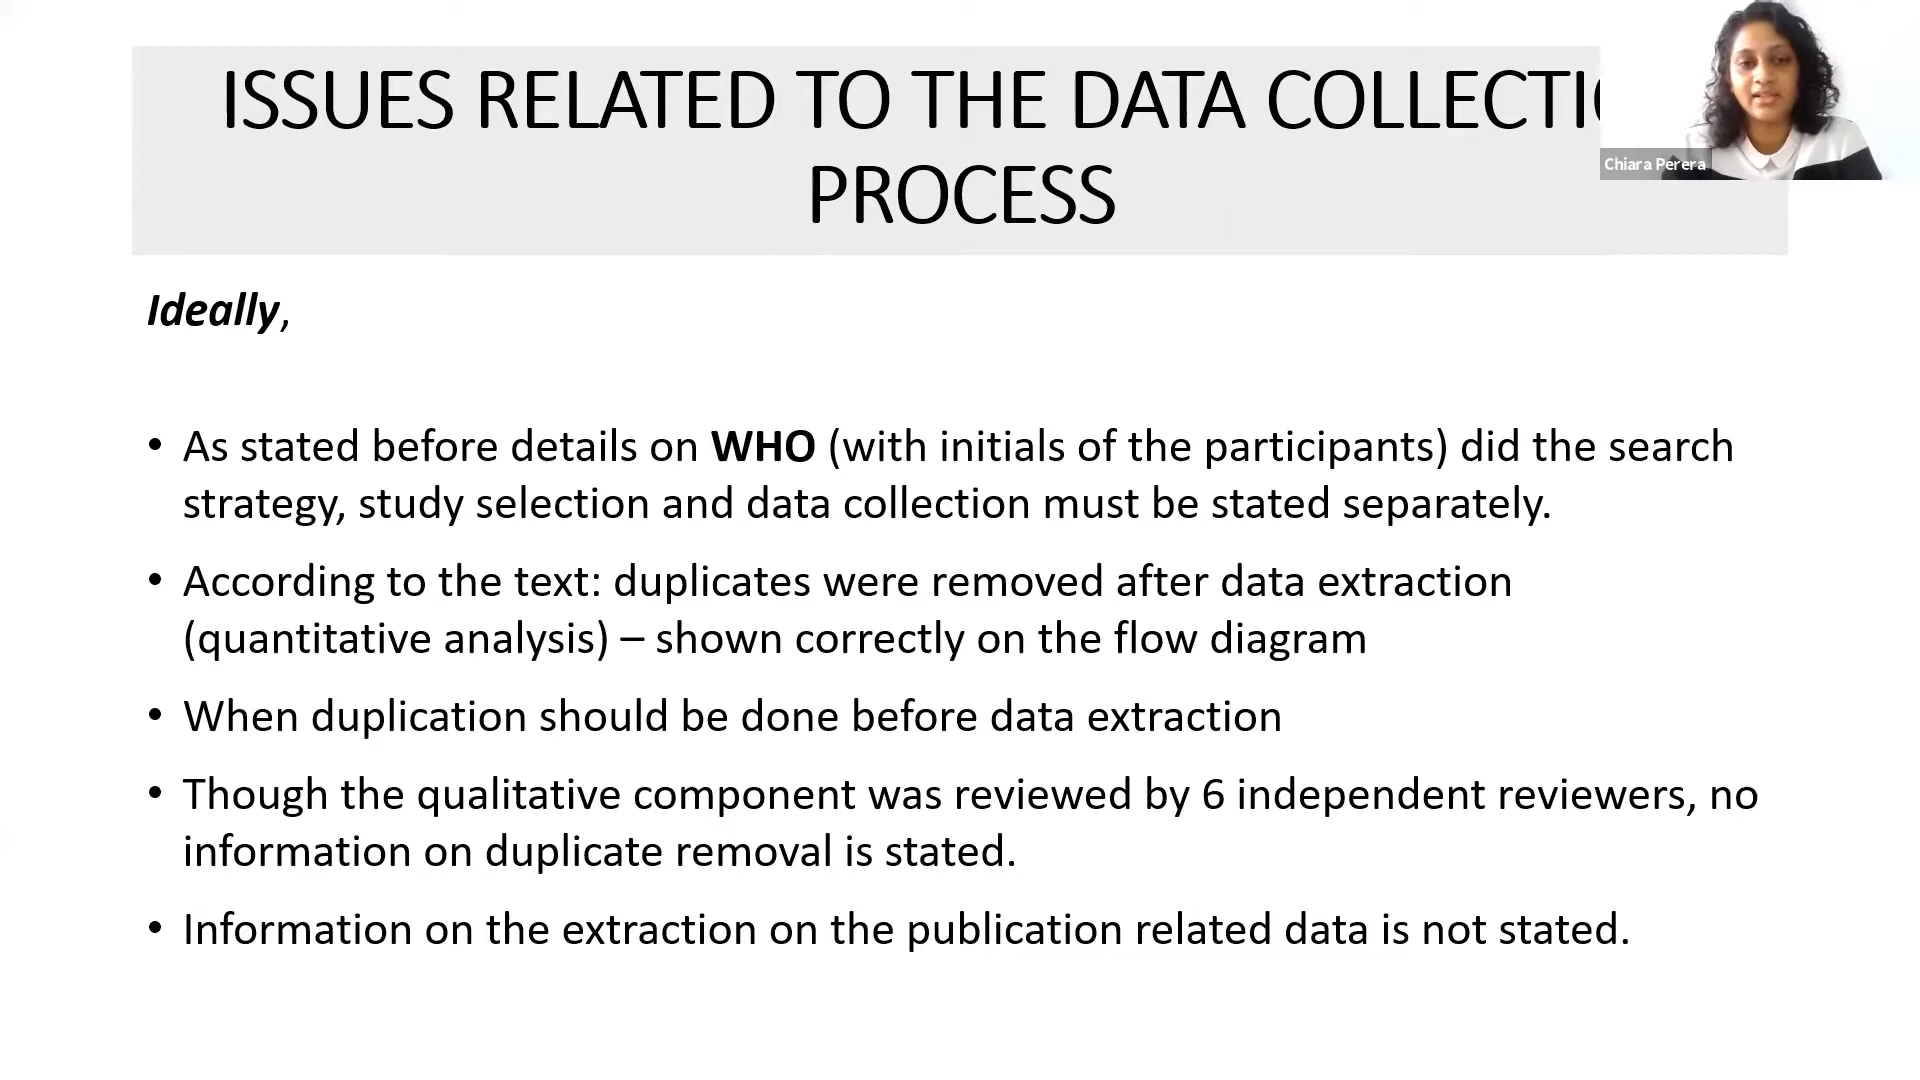 ISSUES RELATED TO THE DATA COLLECTI
PROCESS
Chiara Perera
Ideally,
• As stated before details on WHO (with initials of the participants) did the search
strategy, study selection and data collection must be stated separately.
• According to the text: duplicates were removed after data extraction
(quantitative analysis) – shown correctly on the flow diagram
• When duplication should be done before data extraction
• Though the qualitative component was reviewed by 6 independent reviewers, no
information on duplicate removal is stated.
• Information on the extraction on the publication related data is not stated.